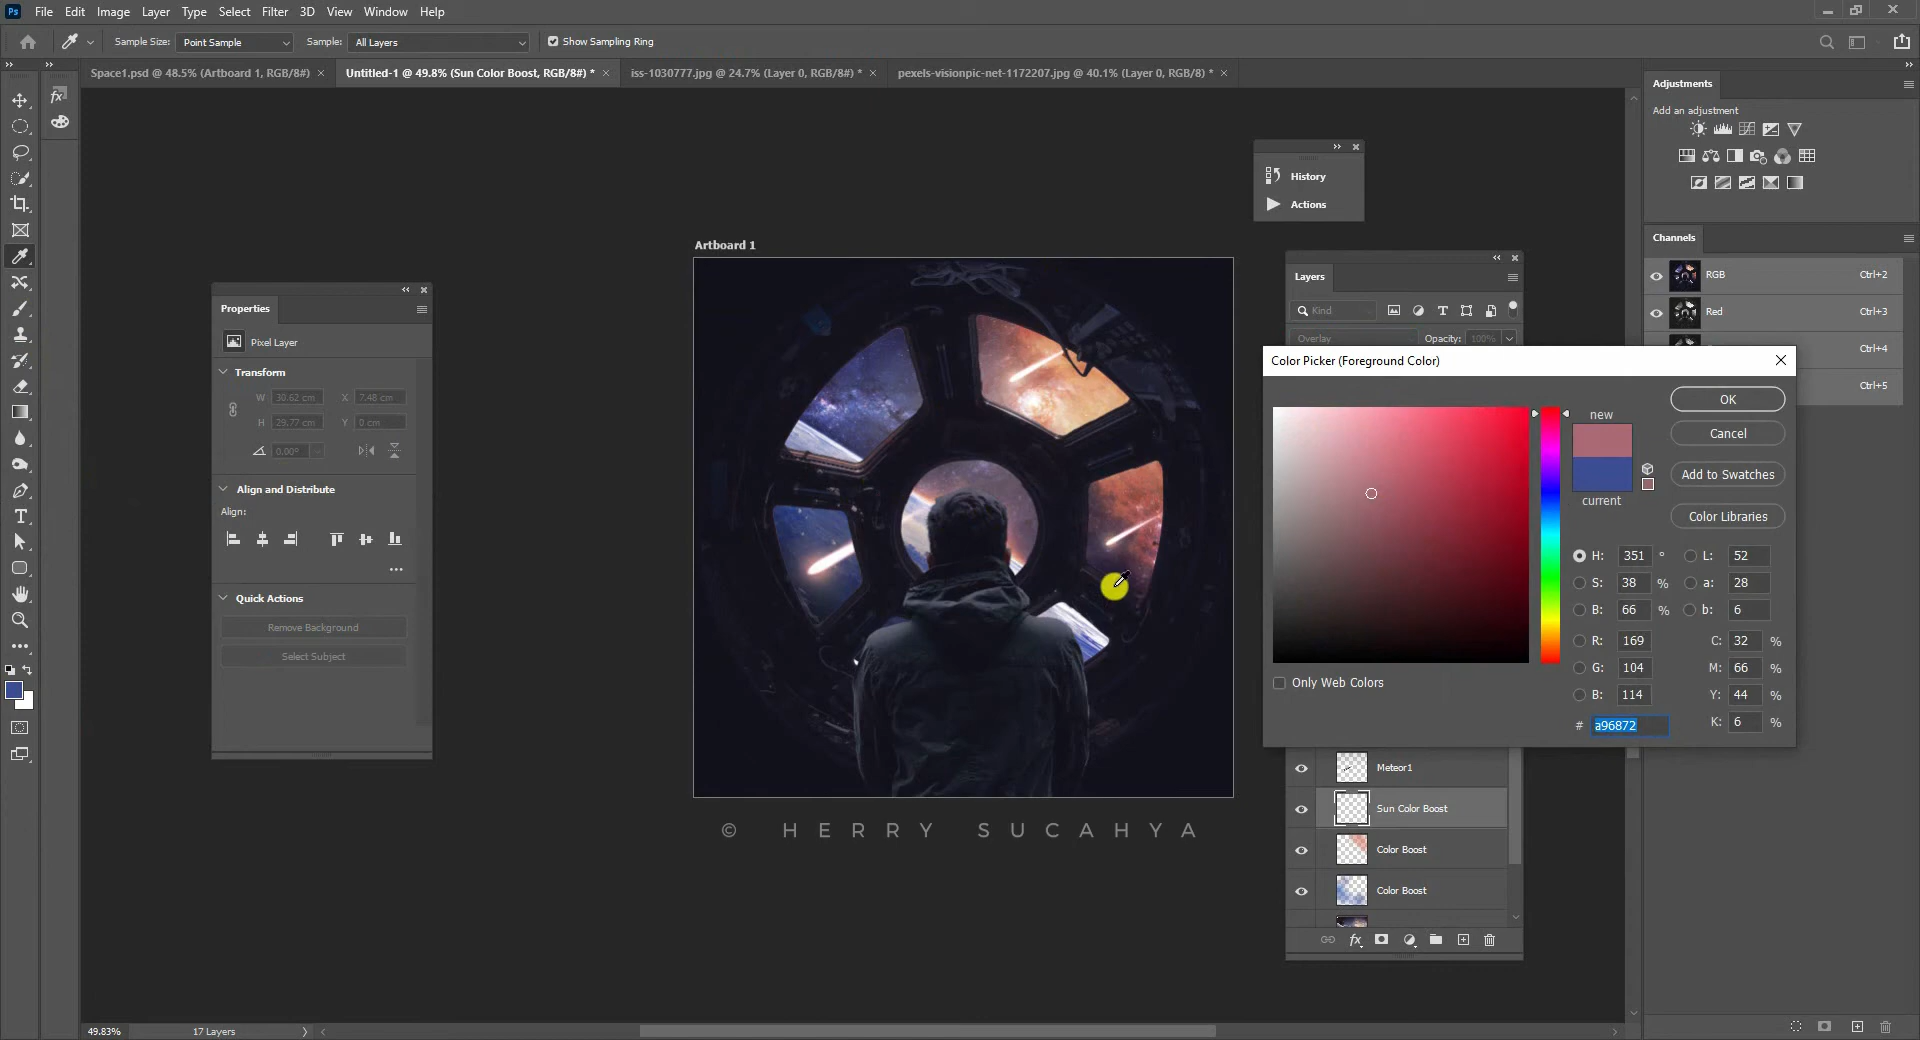 Ps File Edit Image Layer Type Select Filter 3D View Window Help
Sample Size: Point Sample Sample: All Layers Show Sampling Ring
Space1.psd @ 48.5% (Artboard 1, RGB/8#) × Untitled-1 @ 49.8% (Sun Color Boost, RGB/8#) * × iss-1030777.jpg @ 24.7% (Layer 0, RGB/8#) * × pexels-visionpic-net-1172207.jpg @ 40.1% (Layer 0, RGB/8) * ×
Adjustments
Add an adjustment
History
Actions
Channels
RGB Ctrl+2
Red Ctrl+3
Ctrl+4
Ctrl+5
Artboard 1
Properties
Pixel Layer
Transform
W 30.62 cm X 7.48 cm
H 29.77 cm Y 0 cm
0.00°
Align and Distribute
Align:
Quick Actions
Remove Background
Select Subject
Layers
Kind
Overlay Opacity: 100%
Color Picker (Foreground Color)
new
current
OK
Cancel
Add to Swatches
Color Libraries
H: 351 ° L: 52
S: 38 % a: 28
B: 66 % b: 6
R: 169 C: 32 %
G: 104 M: 66 %
B: 114 Y: 44 %
# a96872 K: 6 %
Only Web Colors
Meteor1
Sun Color Boost
Color Boost
Color Boost
fx
© HERRY SUCAHYA
49.83% 17 Layers